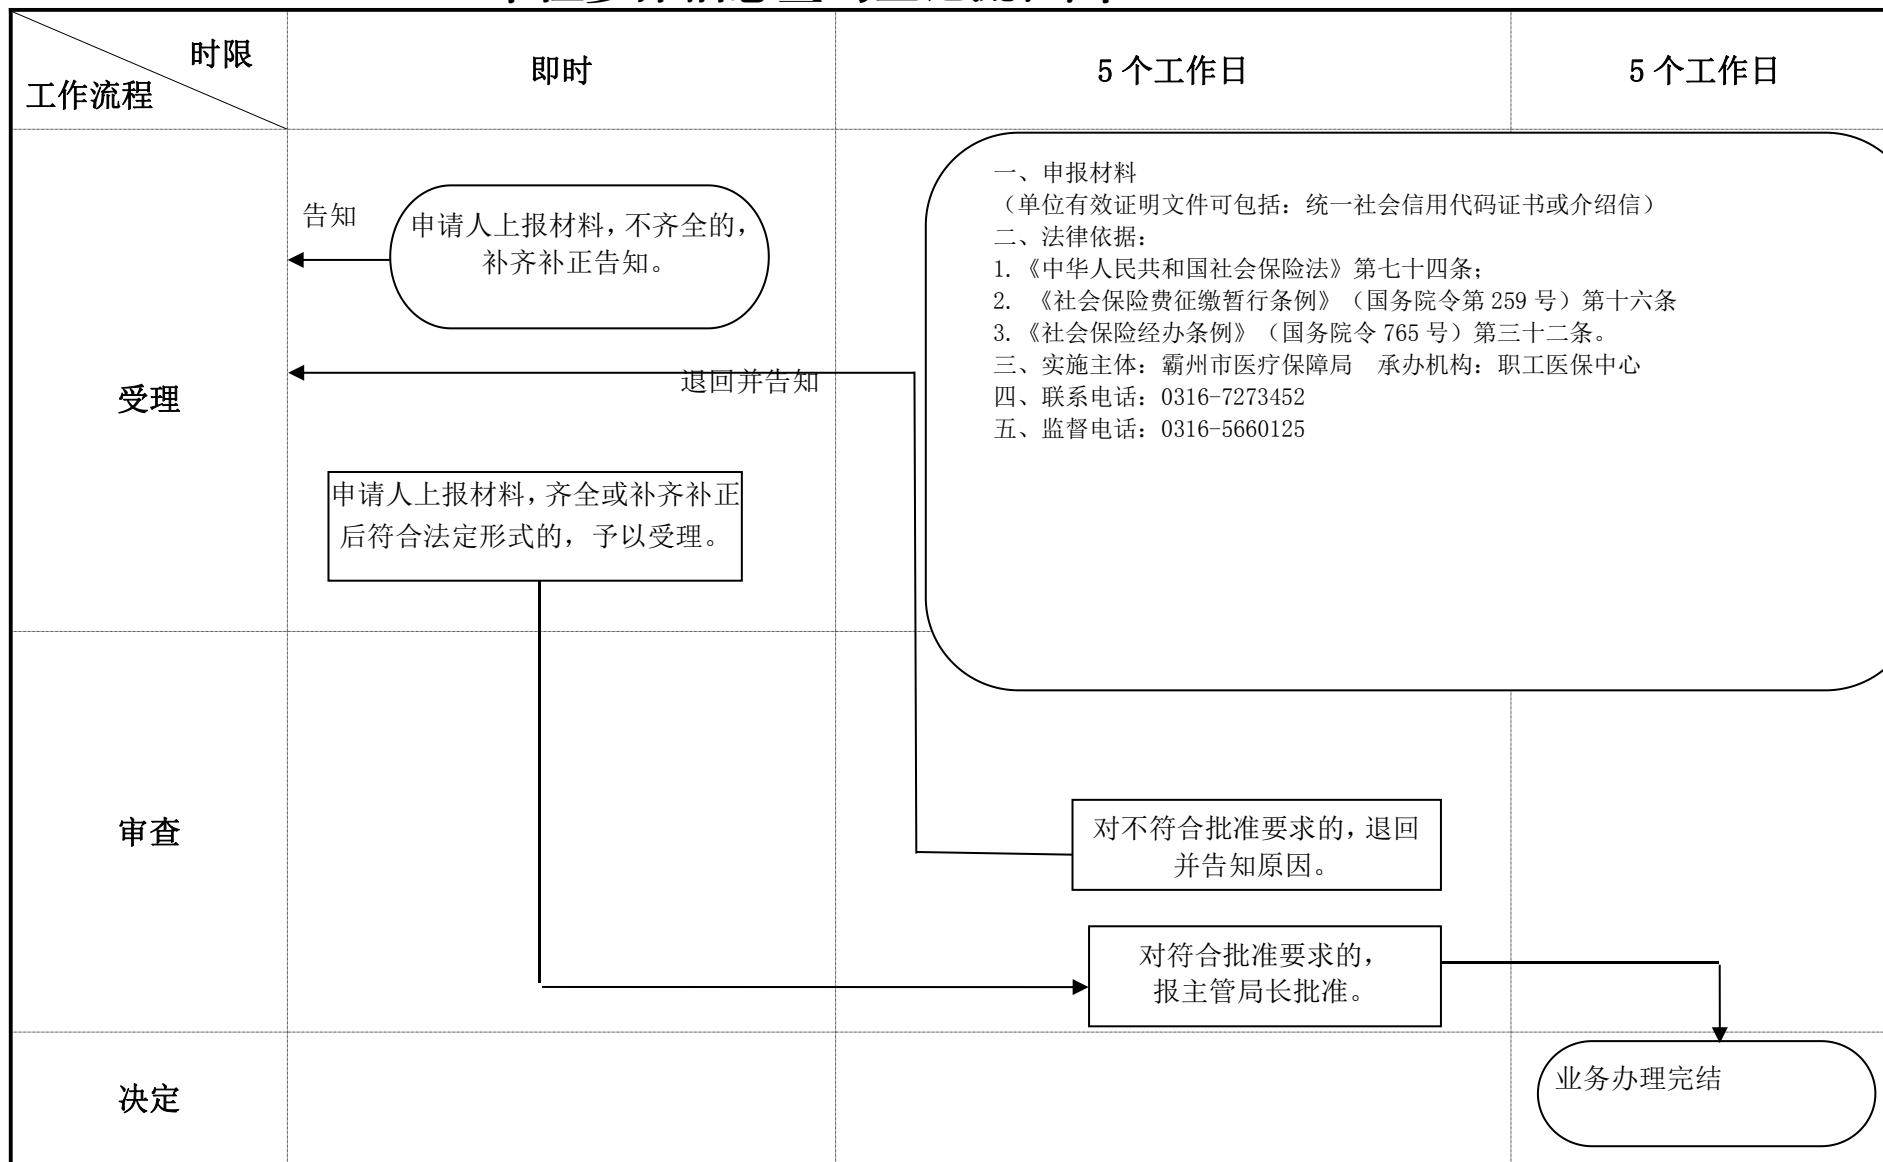 时限
工作流程
即时
5个工作日
5个工作日
告知
申请人上报材料，不齐全的，
补齐补正告知。
一、申报材料
（单位有效证明文件可包括：统一社会信用代码证书或介绍信）
二、法律依据：
1.《中华人民共和国社会保险法》第七十四条；
2. 《社会保险费征缴暂行条例》（国务院令第259号）第十六条
3.《社会保险经办条例》（国务院令765号）第三十二条。
三、实施主体：霸州市医疗保障局 承办机构：职工医保中心
四、联系电话：0316-7273452
五、监督电话：0316-5660125
退回并告知
受理
申请人上报材料，齐全或补齐补正
后符合法定形式的，予以受理。
审查
对不符合批准要求的，退回
并告知原因。
对符合批准要求的，
报主管局长批准。
决定
业务办理完结